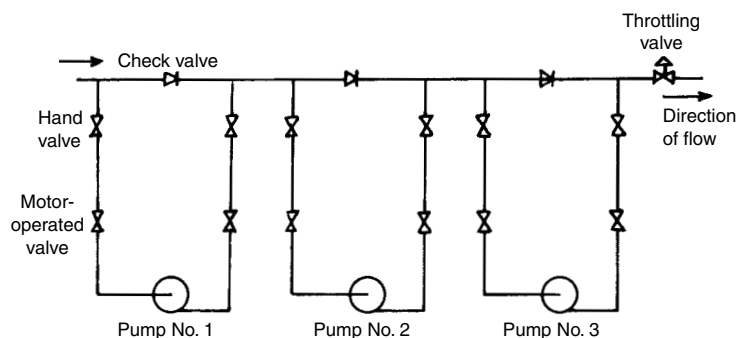 Throttling
valve
Check valve
Hand
valve
Direction
of flow
Motor-
operated
valve
Pump No. 1
Pump No. 2
Pump No. 3